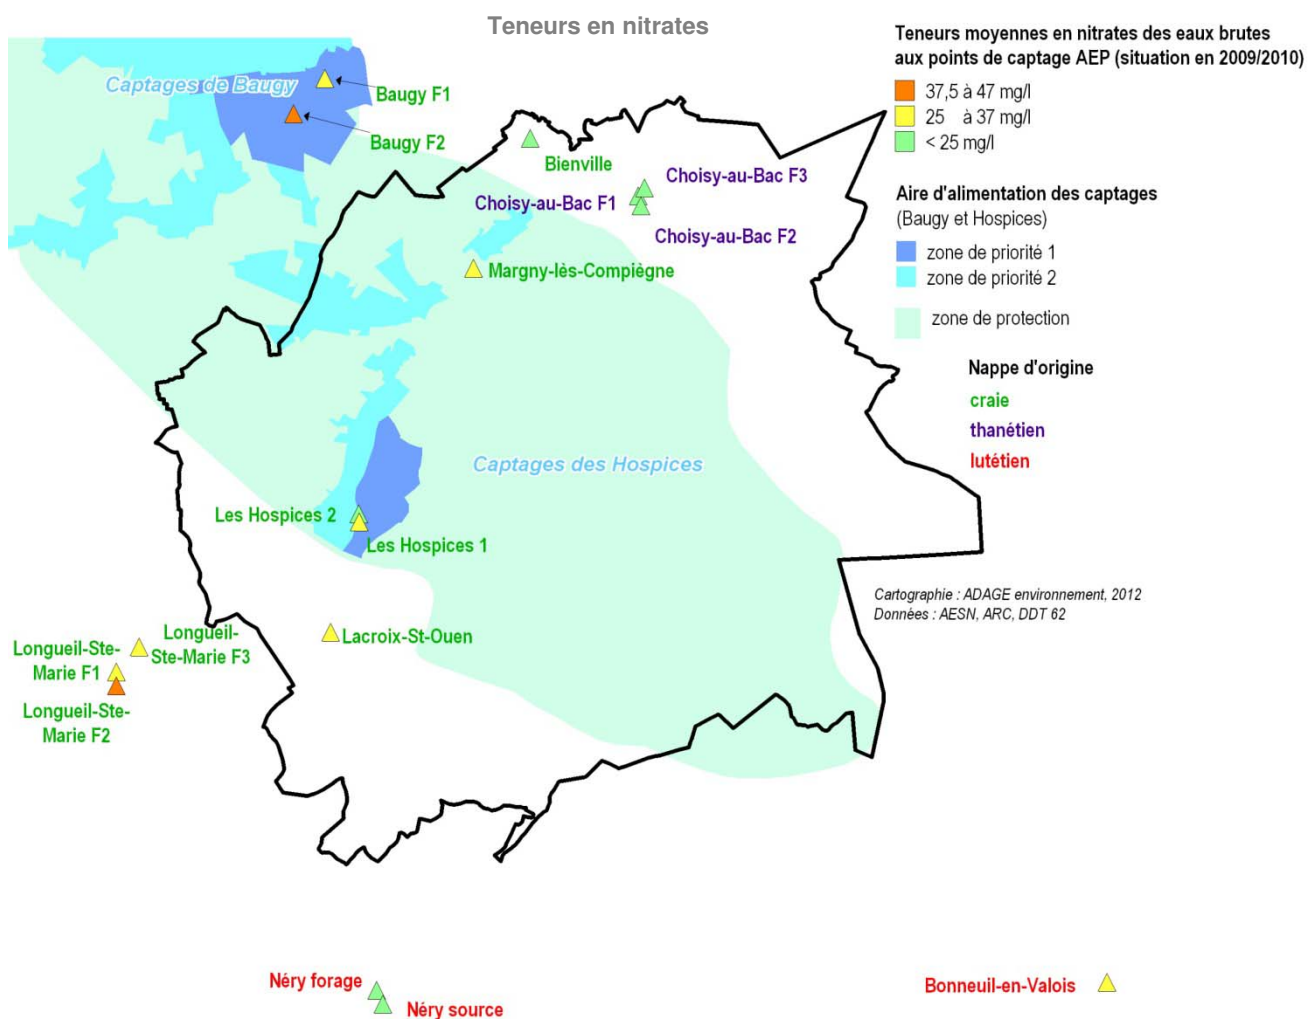 Teneurs en nitrates
Teneurs moyennes en nitrates des eaux brutes
aux points de captage AEP (situation en 2009/2010)
37,5 à 47 mg/l
25 à 37 mg/l
< 25 mg/l
Aire d'alimentation des captages
(Baugy et Hospices)
zone de priorité 1
zone de priorité 2
zone de protection
Nappe d'origine
craie
thanétien
lutétien
Captages de Baugy
Baugy F1
Baugy F2
Bienville
Choisy-au-Bac F3
Choisy-au-Bac F1
Choisy-au-Bac F2
Margny-lès-Compiègne
Captages des Hospices
Les Hospices 2
Les Hospices 1
Cartographie : ADAGE environnement, 2012
Données : AESN, ARC, DDT 62
Lacroix-St-Ouen
Longueil-
Ste-Marie F3
Longueil-Ste-
Marie F1
Longueil-Ste-
Marie F2
Néry forage
Néry source
Bonneuil-en-Valois